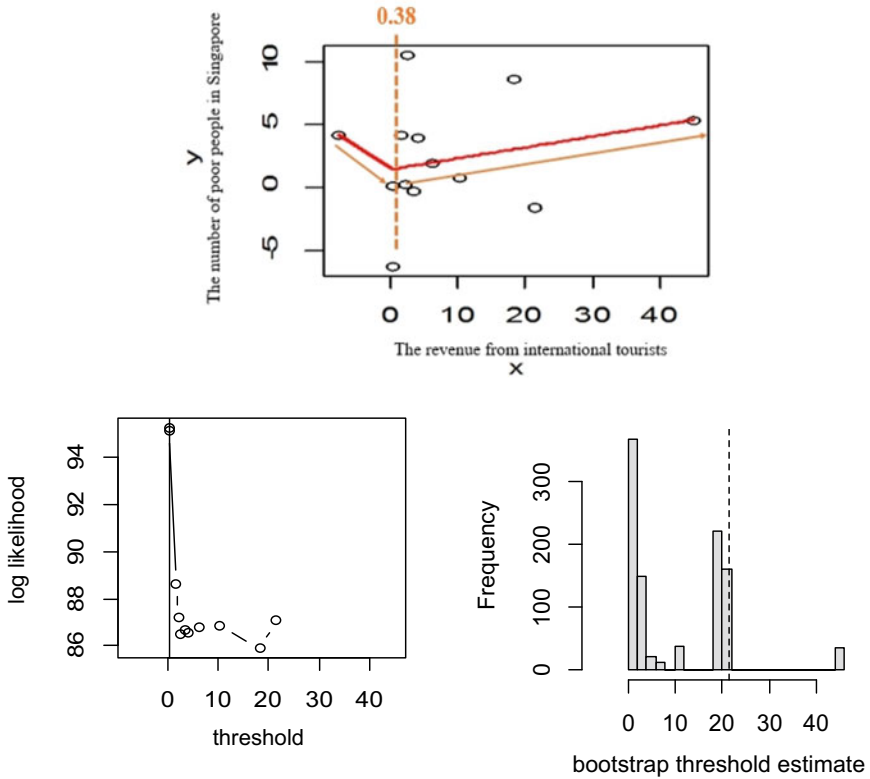 0.38
The number of poor people in Singapore
y
10
5
0
-5
0 10 20 30 40
The revenue from international tourists
x
log likelihood
94
92
90
88
86
0 10 20 30 40
threshold
Frequency
300
200
100
0
0 10 20 30 40
bootstrap threshold estimate